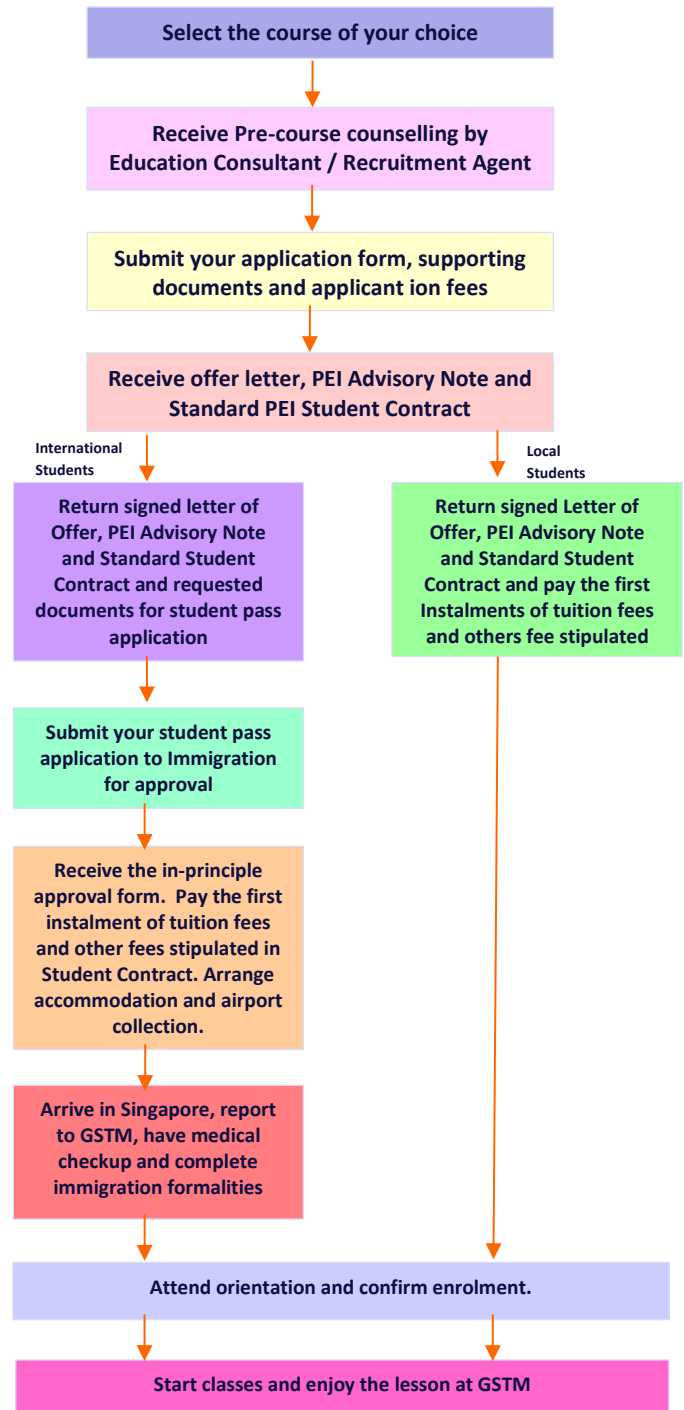 Select the course of your choice
Receive Pre-course counselling by
Education Consultant / Recruitment Agent
Submit your application form, supporting
documents and applicant ion fees
Receive offer letter, PEI Advisory Note and
Standard PEI Student Contract
International
Students
Local
Students
Return signed letter of
Offer, PEI Advisory Note
and Standard Student
Contract and requested
documents for student pass
application
Return signed Letter of
Offer, PEI Advisory Note
and Standard Student
Contract and pay the first
Instalments of tuition fees
and others fee stipulated
Submit your student pass
application to Immigration
for approval
Receive the in-principle
approval form.  Pay the first
instalment of tuition fees
and other fees stipulated in
Student Contract. Arrange
accommodation and airport
collection.
Arrive in Singapore, report
to GSTM, have medical
checkup and complete
immigration formalities
Attend orientation and confirm enrolment.
Start classes and enjoy the lesson at GSTM